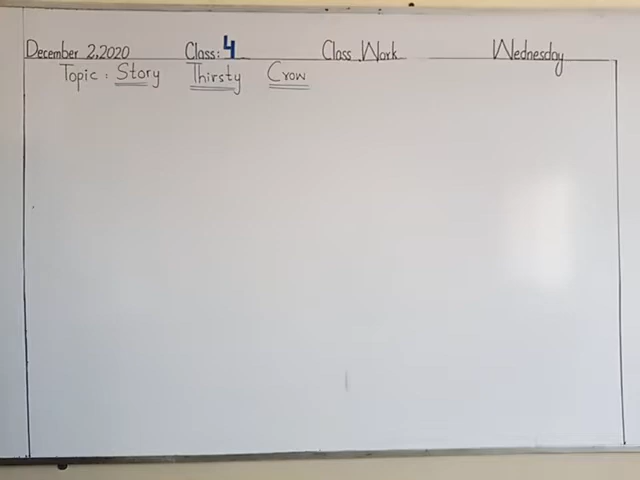 December 2,2020 Class: 4 Class Work Wednesday
Topic : Story Thirsty Crow